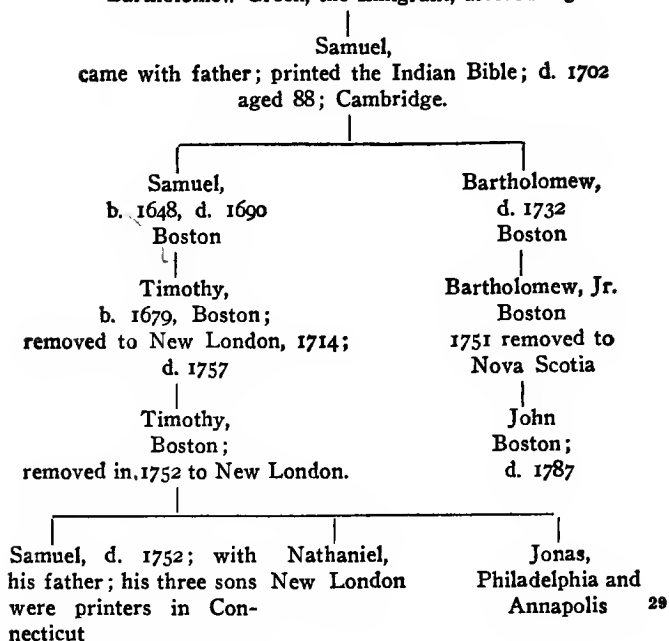 Samuel,
came with father; printed the Indian Bible; d. 1702
aged 88; Cambridge.
Samuel,
b. 1648, d. 1690
Boston
Bartholomew,
d. 1732
Boston
Timothy,
b. 1679, Boston;
removed to New London, 1714;
d. 1757
Bartholomew, Jr.
Boston
1751 removed to
Nova Scotia
Timothy,
Boston;
removed in 1752 to New London.
John
Boston;
d. 1787
Samuel, d. 1752; with
his father; his three sons
were printers in Con-
necticut
Nathaniel,
New London
Jonas,
Philadelphia and
Annapolis 29